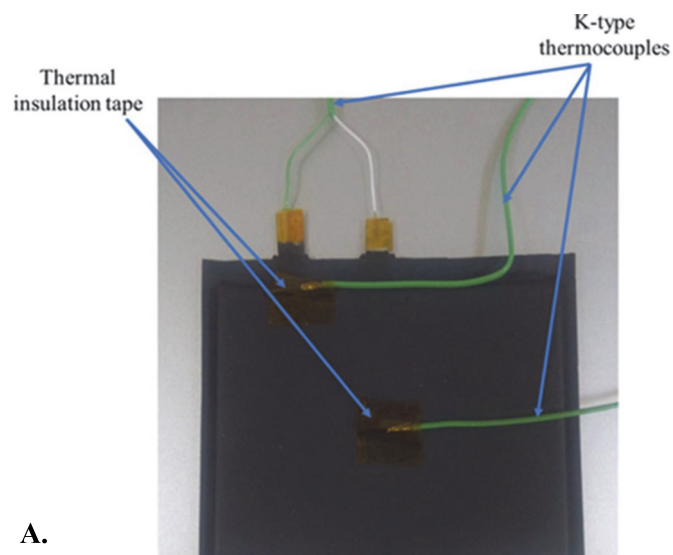 K-type
thermocouples
Thermal
insulation tape
A.